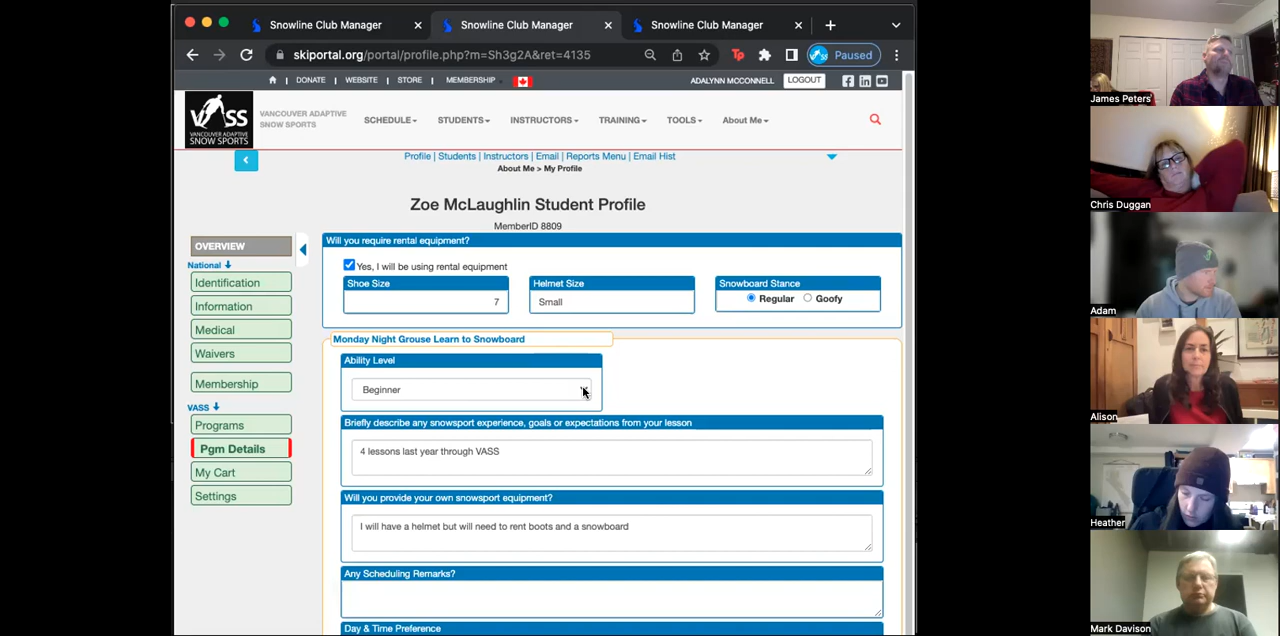 Snowline Club Manager
Snowline Club Manager
Snowline Club Manager
skiportal.org/portal/profile.php?m=Sh3g2A&ret=4135
Tp
Paused
DONATE | WEBSITE | STORE | MEMBERSHIP
ADALYNN MCCONNELL
LOGOUT
VASS
VANCOUVER ADAPTIVE
SNOW SPORTS
VANCOUVER ADAPTIVE
SNOW SPORTS
SCHEDULE
STUDENTS
INSTRUCTORS
TRAINING
TOOLS
About Me
Profile | Students | Instructors | Email | Reports Menu | Email Hist
About Me > My Profile
Zoe McLaughlin Student Profile
MemberID 8809
OVERVIEW
National
Identification
Information
Medical
Waivers
Membership
VASS
Programs
Pgm Details
My Cart
Settings
Will you require rental equipment?
Yes, I will be using rental equipment
Shoe Size
7
Helmet Size
Small
Snowboard Stance
Regular Goofy
Monday Night Grouse Learn to Snowboard
Ability Level
Beginner
Briefly describe any snowsport experience, goals or expectations from your lesson
4 lessons last year through VASS
Will you provide your own snowsport equipment?
I will have a helmet but will need to rent boots and a snowboard
Any Scheduling Remarks?
Day & Time Preference
James Peters
Chris Duggan
Adam
Alison
Heather
Mark Davison